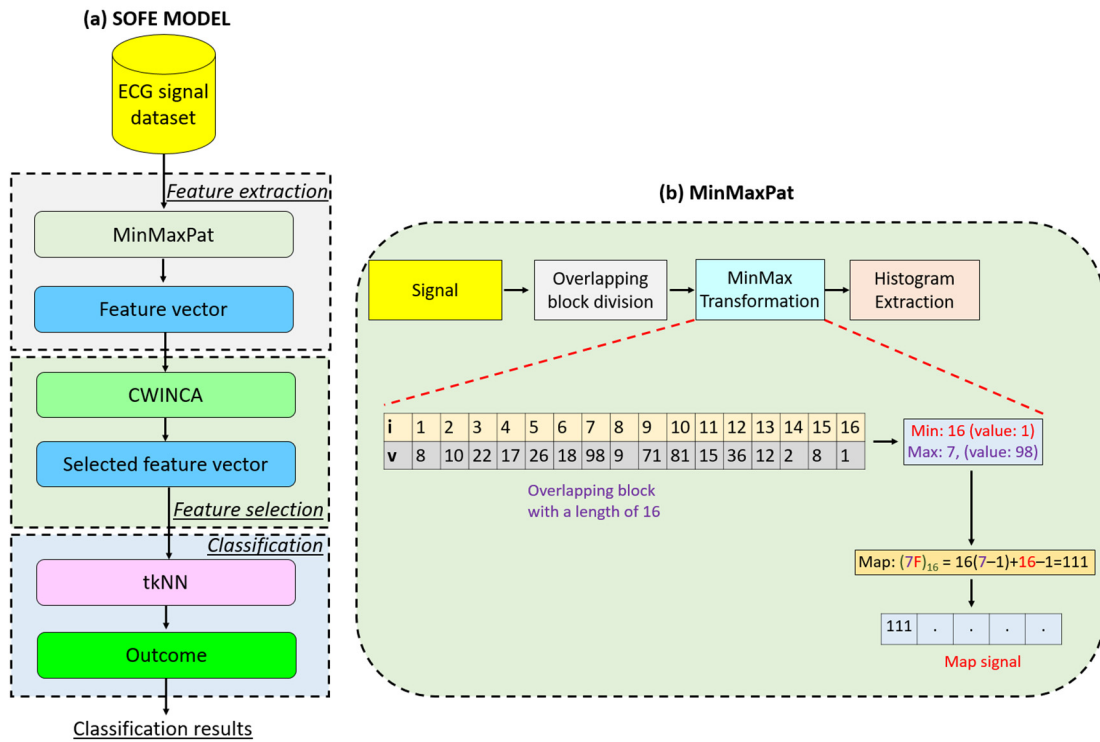 (a) SOFE MODEL
ECG signal
dataset
Feature extraction
MinMaxPat
Feature vector
CWINCA
Selected feature vector
Feature selection
Classification
tkNN
Outcome
Classification results
(b) MinMaxPat
Signal
Overlapping
block division
MinMax
Transformation
Histogram
Extraction
i 1 2 3 4 5 6 7 8 9 10 11 12 13 14 15 16
v 8 10 22 17 26 18 98 9 71 81 15 36 12 2 8 1
Overlapping block
with a length of 16
Min: 16 (value: 1)
Max: 7, (value: 98)
Map: (7F)₁₆ = 16(7–1)+16–1=111
111 . . . .
Map signal